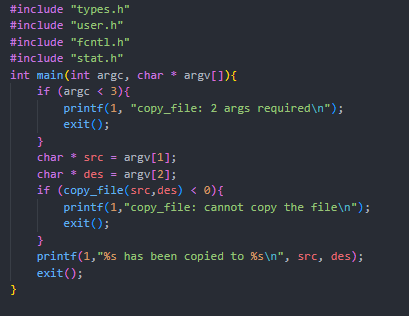 #include "types.h"
#include "user.h"
#include "fcntl.h"
#include "stat.h"
int main(int argc, char * argv[]){
    if (argc < 3){
        printf(1, "copy_file: 2 args required\n");
        exit();
    }
    char * src = argv[1];
    char * des = argv[2];
    if (copy_file(src,des) < 0){
        printf(1,"copy_file: cannot copy the file\n");
        exit();
    }
    printf(1,"%s has been copied to %s\n", src, des);
    exit();
}